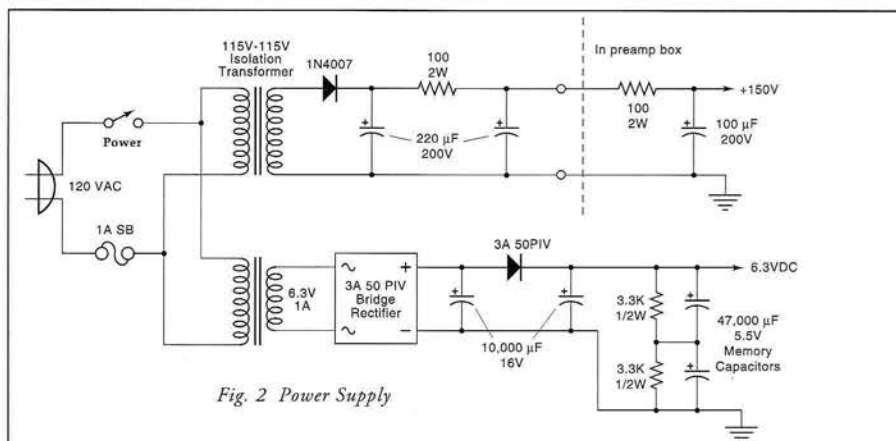 115V-115V
Isolation
Transformer
1N4007
100
2W
In preamp box
+150V
100
2W
220 µF
200V
100 µF
200V
Power
120 VAC
1A SB
6.3V
1A
3A 50 PIV
Bridge
Rectifier
+
−
3A 50PIV
6.3VDC
10,000 µF
16V
3.3K
1/2W
3.3K
1/2W
47,000 µF
5.5V
Memory
Capacitors
Fig. 2 Power Supply